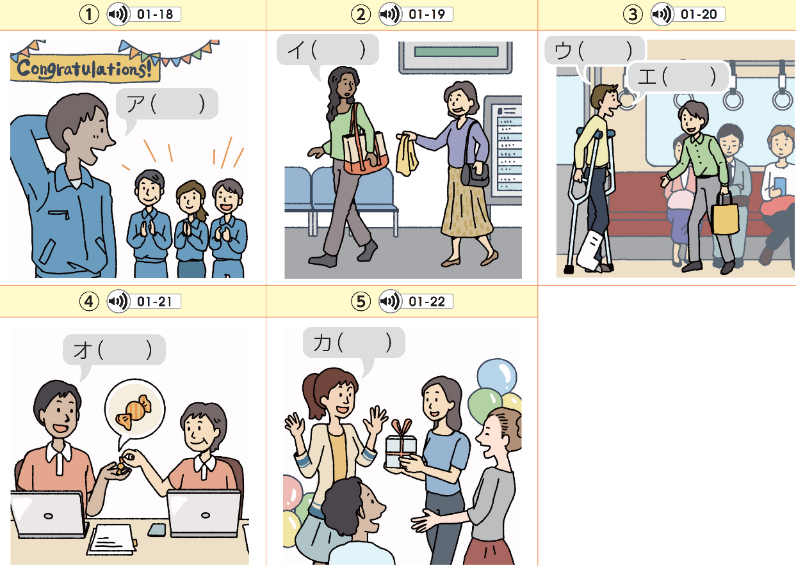 ① 01-18
② 01-19
③ 01-20
Congratulations!
ア(　　)
イ(　　)
ウ(　　)
エ(　　)
④ 01-21
⑤ 01-22
オ(　　)
カ(　　)